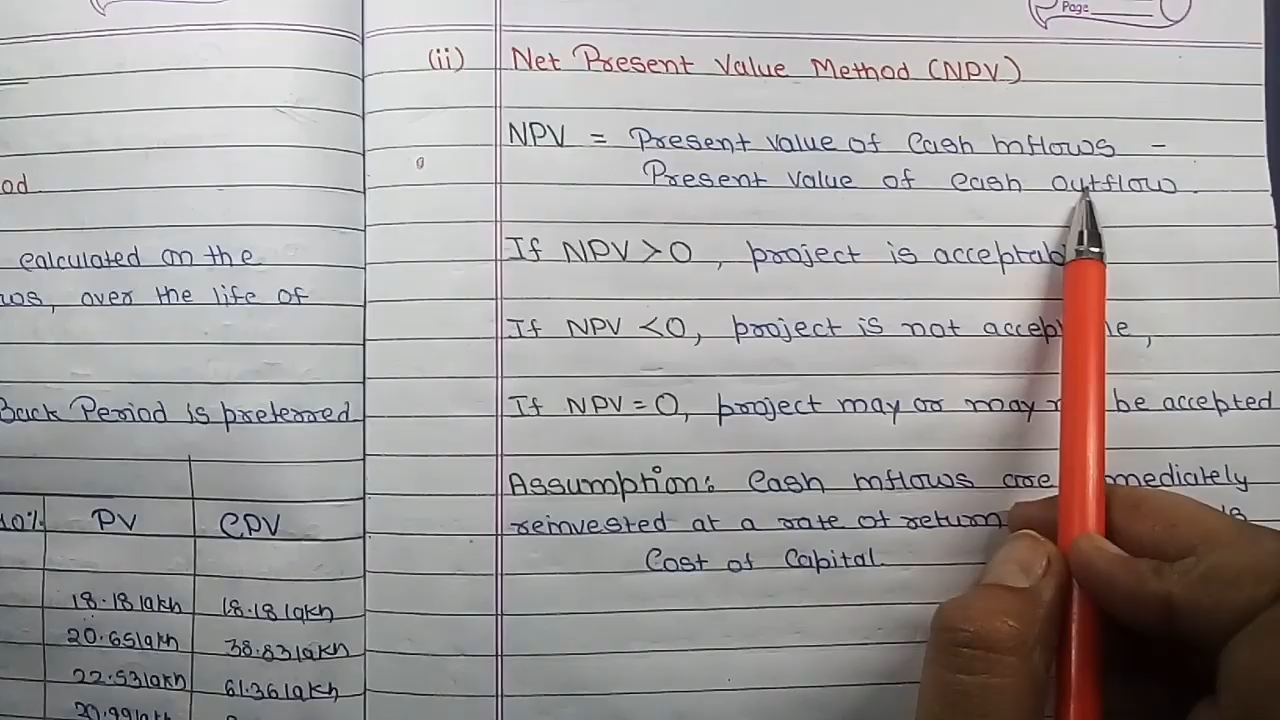 Page
od
calculated on the
ws, over the life of
Back Period is preferred
10% PV CPV
18.18 lakh 18.18 lakh
20.65 lakh 38.83 lakh
22.53 lakh 61.36 lakh
(ii) Net Present Value Method (NPV)
NPV = Present value of Cash inflows -
Present value of cash outflow.
If NPV > 0, project is acceptab
If NPV < 0, project is not accep le,
If NPV = 0, project may or may be accepted
Assumption: Cash inflows are mmediately
reinvested at a rate of return
Cost of Capital